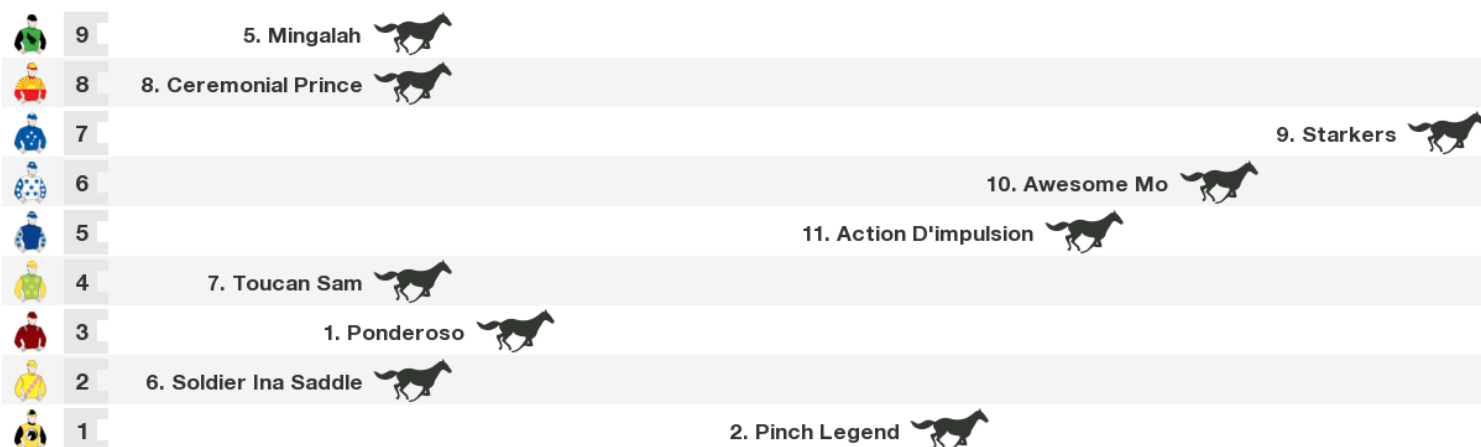 9 5. Mingalah
8 8. Ceremonial Prince
7 9. Starkers
6 10. Awesome Mo
5 11. Action D'impulsion
4 7. Toucan Sam
3 1. Ponderoso
2 6. Soldier Ina Saddle
1 2. Pinch Legend